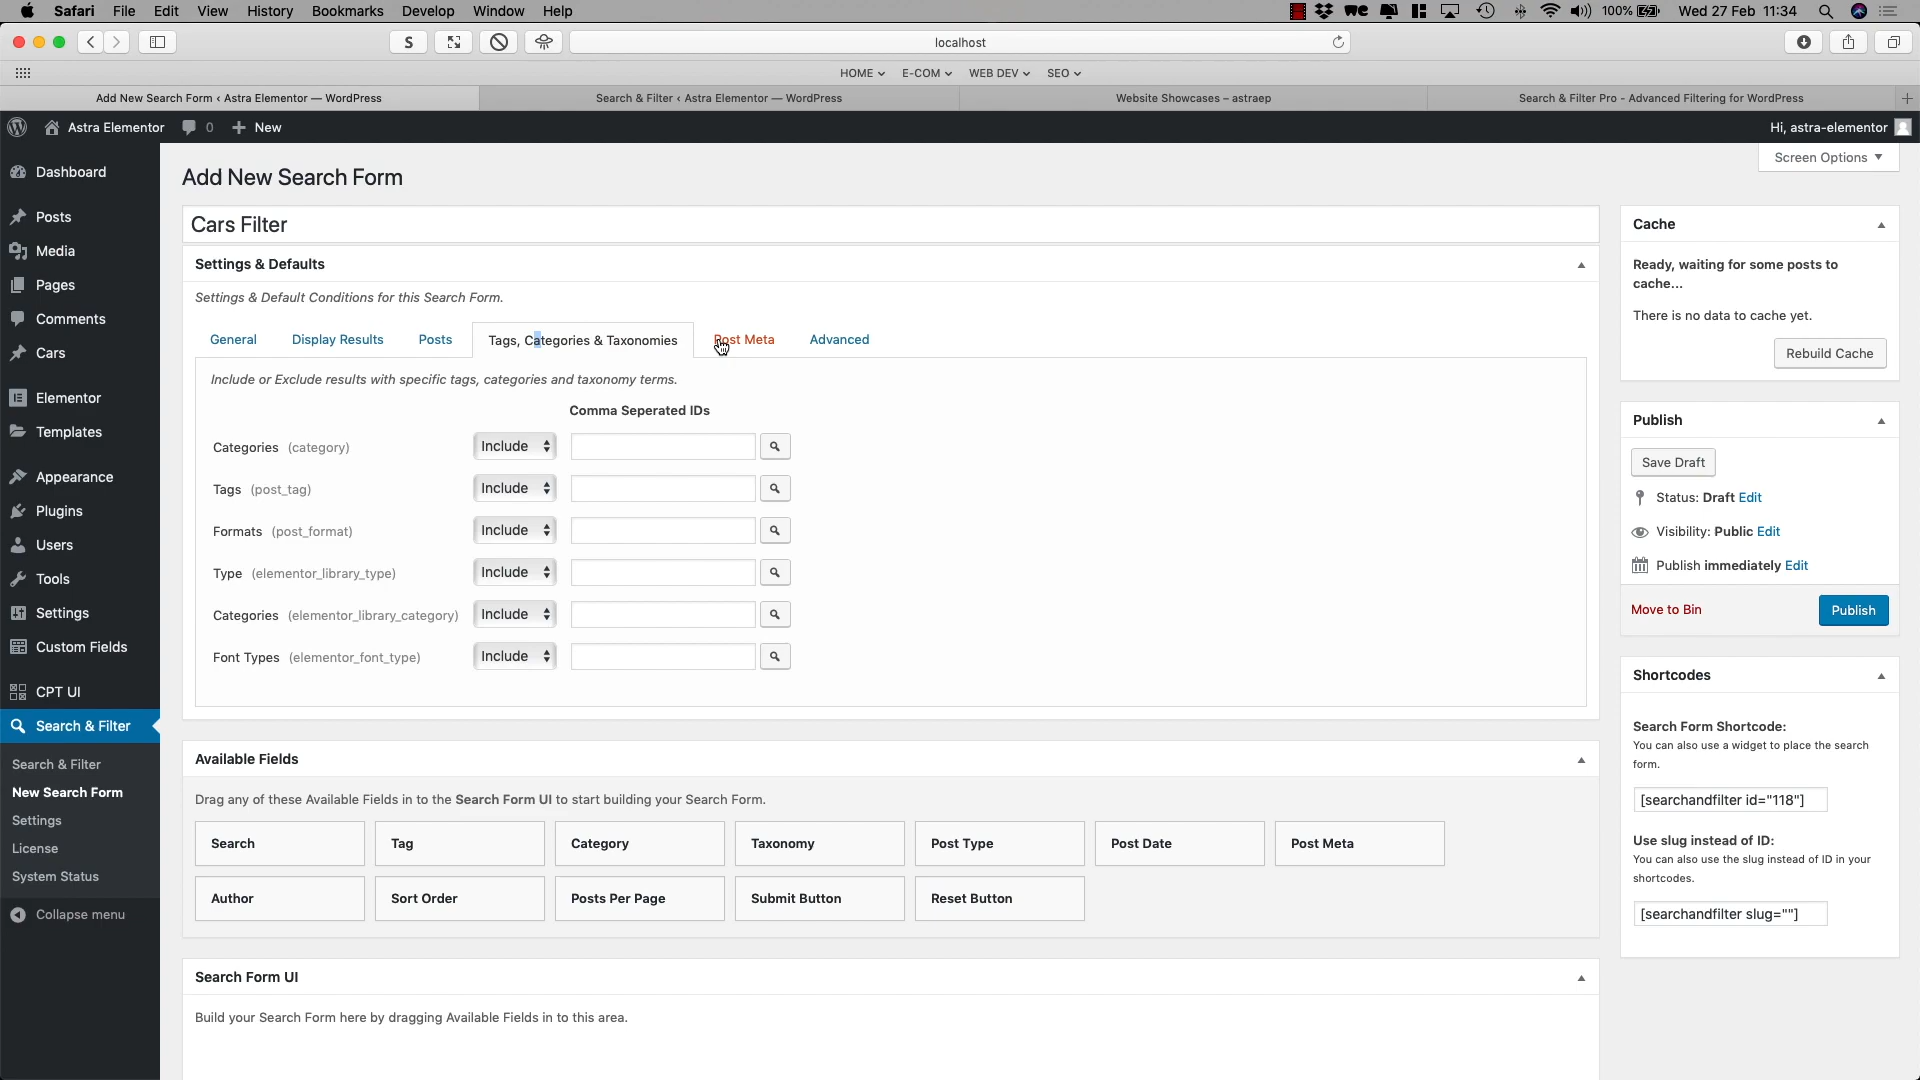 Safari File Edit View History Bookmarks Develop Window Help 100% Wed 27 Feb 11:34
S localhost
HOME E-COM WEB DEV SEO
Add New Search Form ‹ Astra Elementor — WordPress Search & Filter ‹ Astra Elementor — WordPress Website Showcases – astraep Search & Filter Pro - Advanced Filtering for WordPress
Astra Elementor 0 New Hi, astra-elementor
Screen Options
Dashboard
Posts
Media
Pages
Comments
Cars
Elementor
Templates
Appearance
Plugins
Users
Tools
Settings
Custom Fields
CPT UI
Search & Filter
Search & Filter
New Search Form
Settings
License
System Status
Collapse menu
Add New Search Form
Cars Filter
Settings & Defaults
Settings & Default Conditions for this Search Form.
General Display Results Posts Tags, Categories & Taxonomies Post Meta Advanced
Include or Exclude results with specific tags, categories and taxonomy terms.
Comma Seperated IDs
Categories (category) Include
Tags (post_tag) Include
Formats (post_format) Include
Type (elementor_library_type) Include
Categories (elementor_library_category) Include
Font Types (elementor_font_type) Include
Available Fields
Drag any of these Available Fields in to the Search Form UI to start building your Search Form.
Search Tag Category Taxonomy Post Type Post Date Post Meta
Author Sort Order Posts Per Page Submit Button Reset Button
Search Form UI
Build your Search Form here by dragging Available Fields in to this area.
Cache
Ready, waiting for some posts to
cache...
There is no data to cache yet.
Rebuild Cache
Publish
Save Draft
Status: Draft Edit
Visibility: Public Edit
Publish immediately Edit
Move to Bin Publish
Shortcodes
Search Form Shortcode:
You can also use a widget to place the search
form.
[searchandfilter id="118"]
Use slug instead of ID:
You can also use the slug instead of ID in your
shortcodes.
[searchandfilter slug=""]